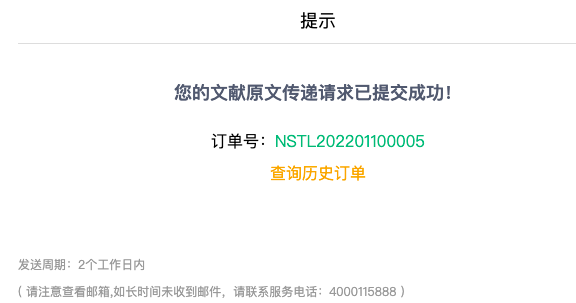 提示
您的文献原文传递请求已提交成功！
订单号：NSTL202201100005
查询历史订单
发送周期：2个工作日内
( 请注意查看邮箱,如长时间未收到邮件，请联系服务电话：4000115888 )